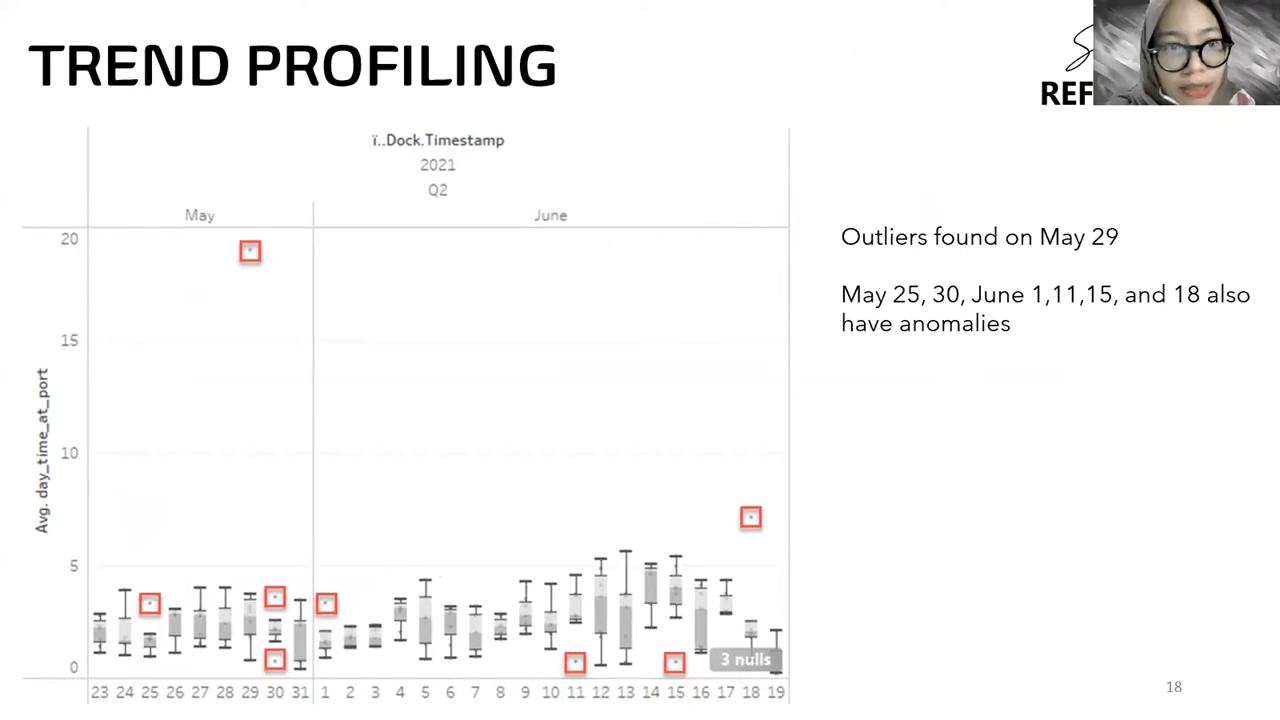 TREND PROFILING
REF
ï..Dock.Timestamp
2021
Q2
May June
20
15
10
5
0
Avg. day_time_at_port
3 nulls
23 24 25 26 27 28 29 30 31 1 2 3 4 5 6 7 8 9 10 11 12 13 14 15 16 17 18 19
Outliers found on May 29
May 25, 30, June 1,11,15, and 18 also
have anomalies
18